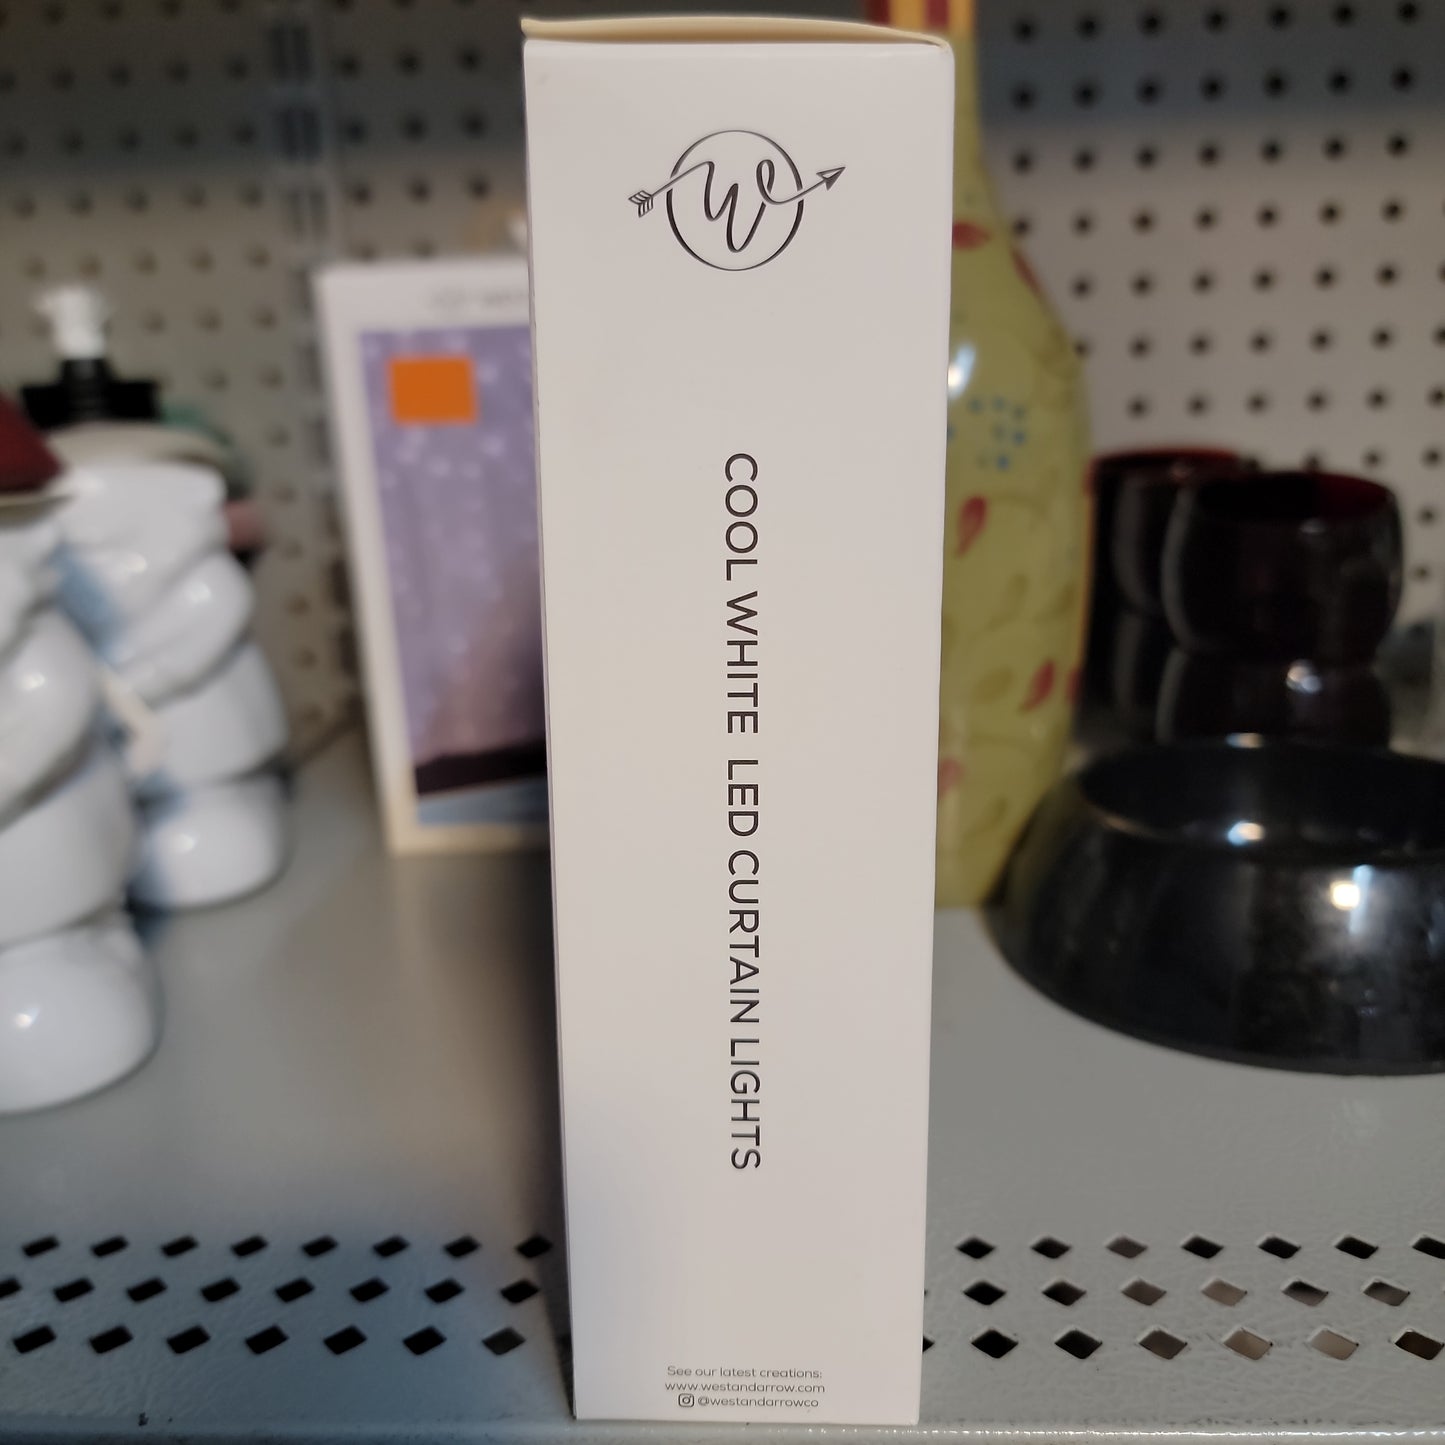 W
COOL WHITE LED CURTAIN LIGHTS
See our latest creations:
www.westandarrow.com
@westandarrowco